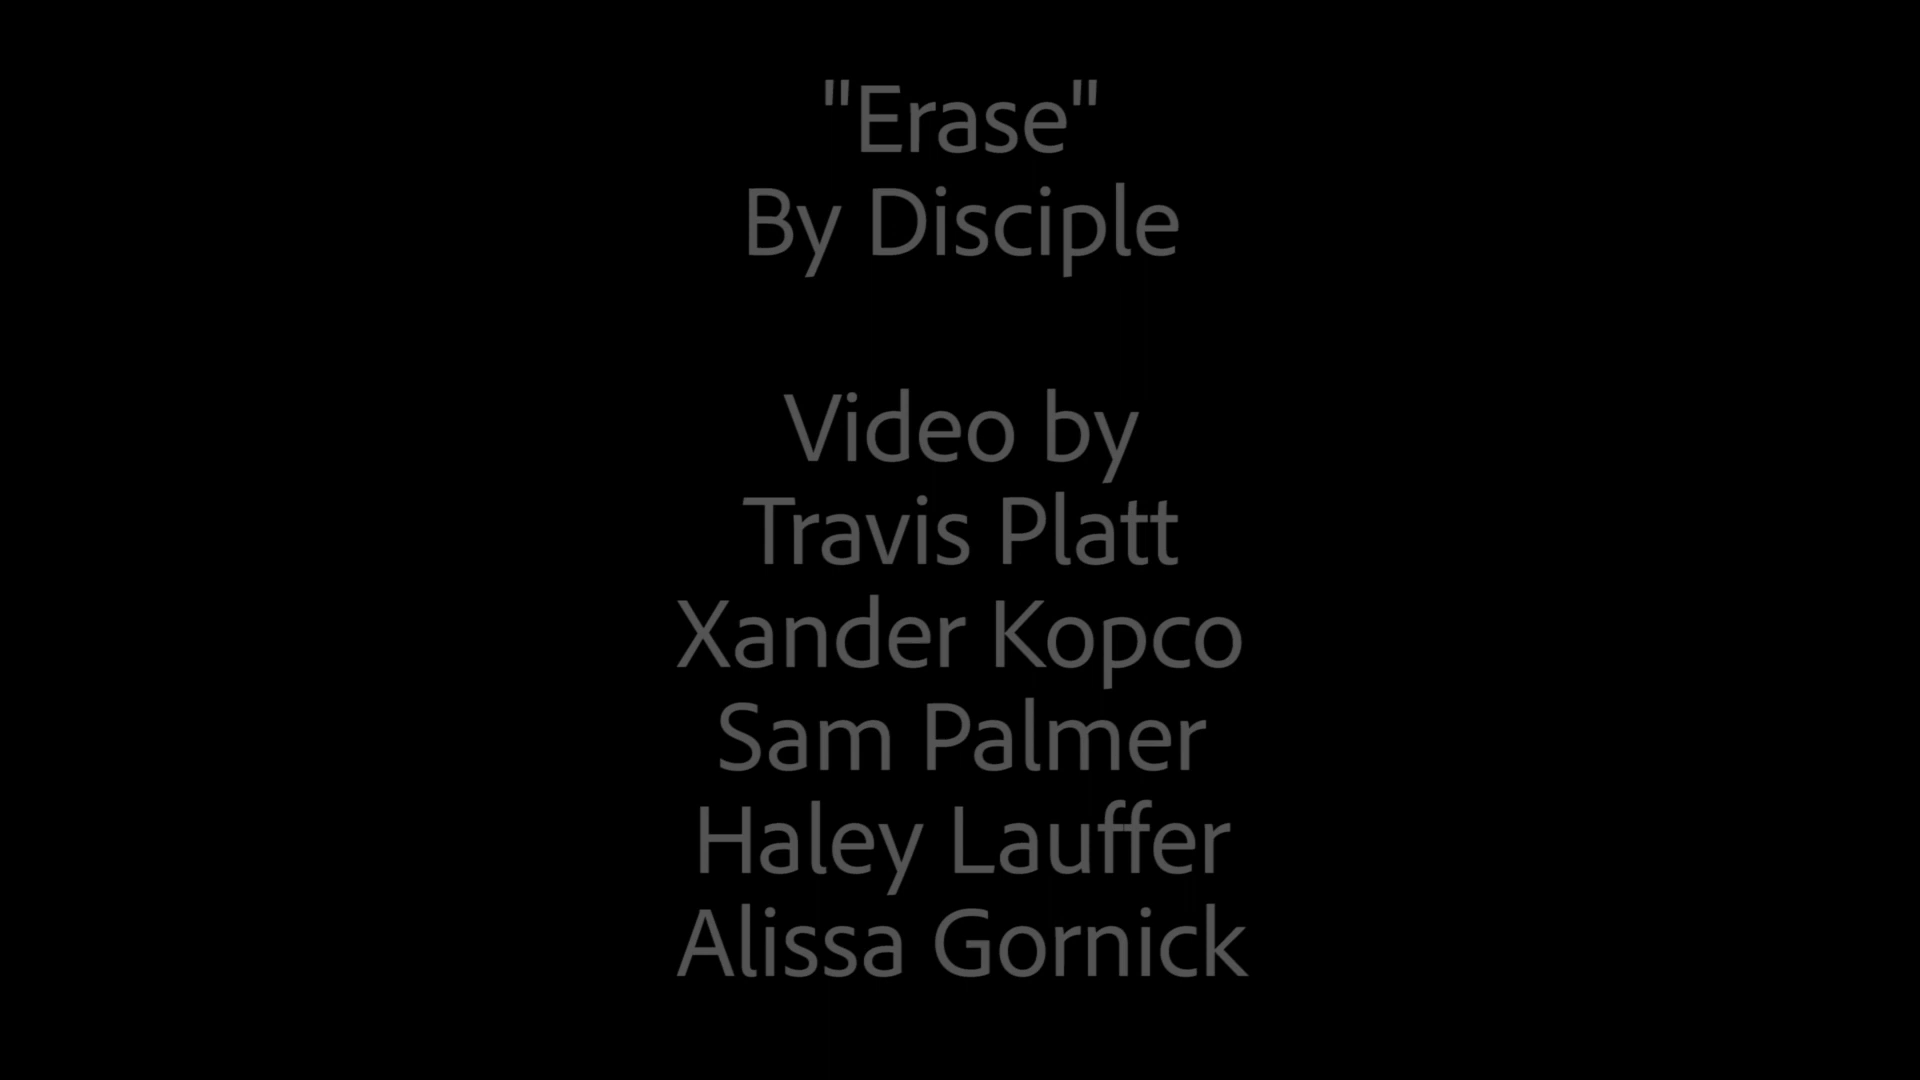 "Erase"
By Disciple
Video by
Travis Platt
Xander Kopco
Sam Palmer
Haley Lauffer
Alissa Gornick